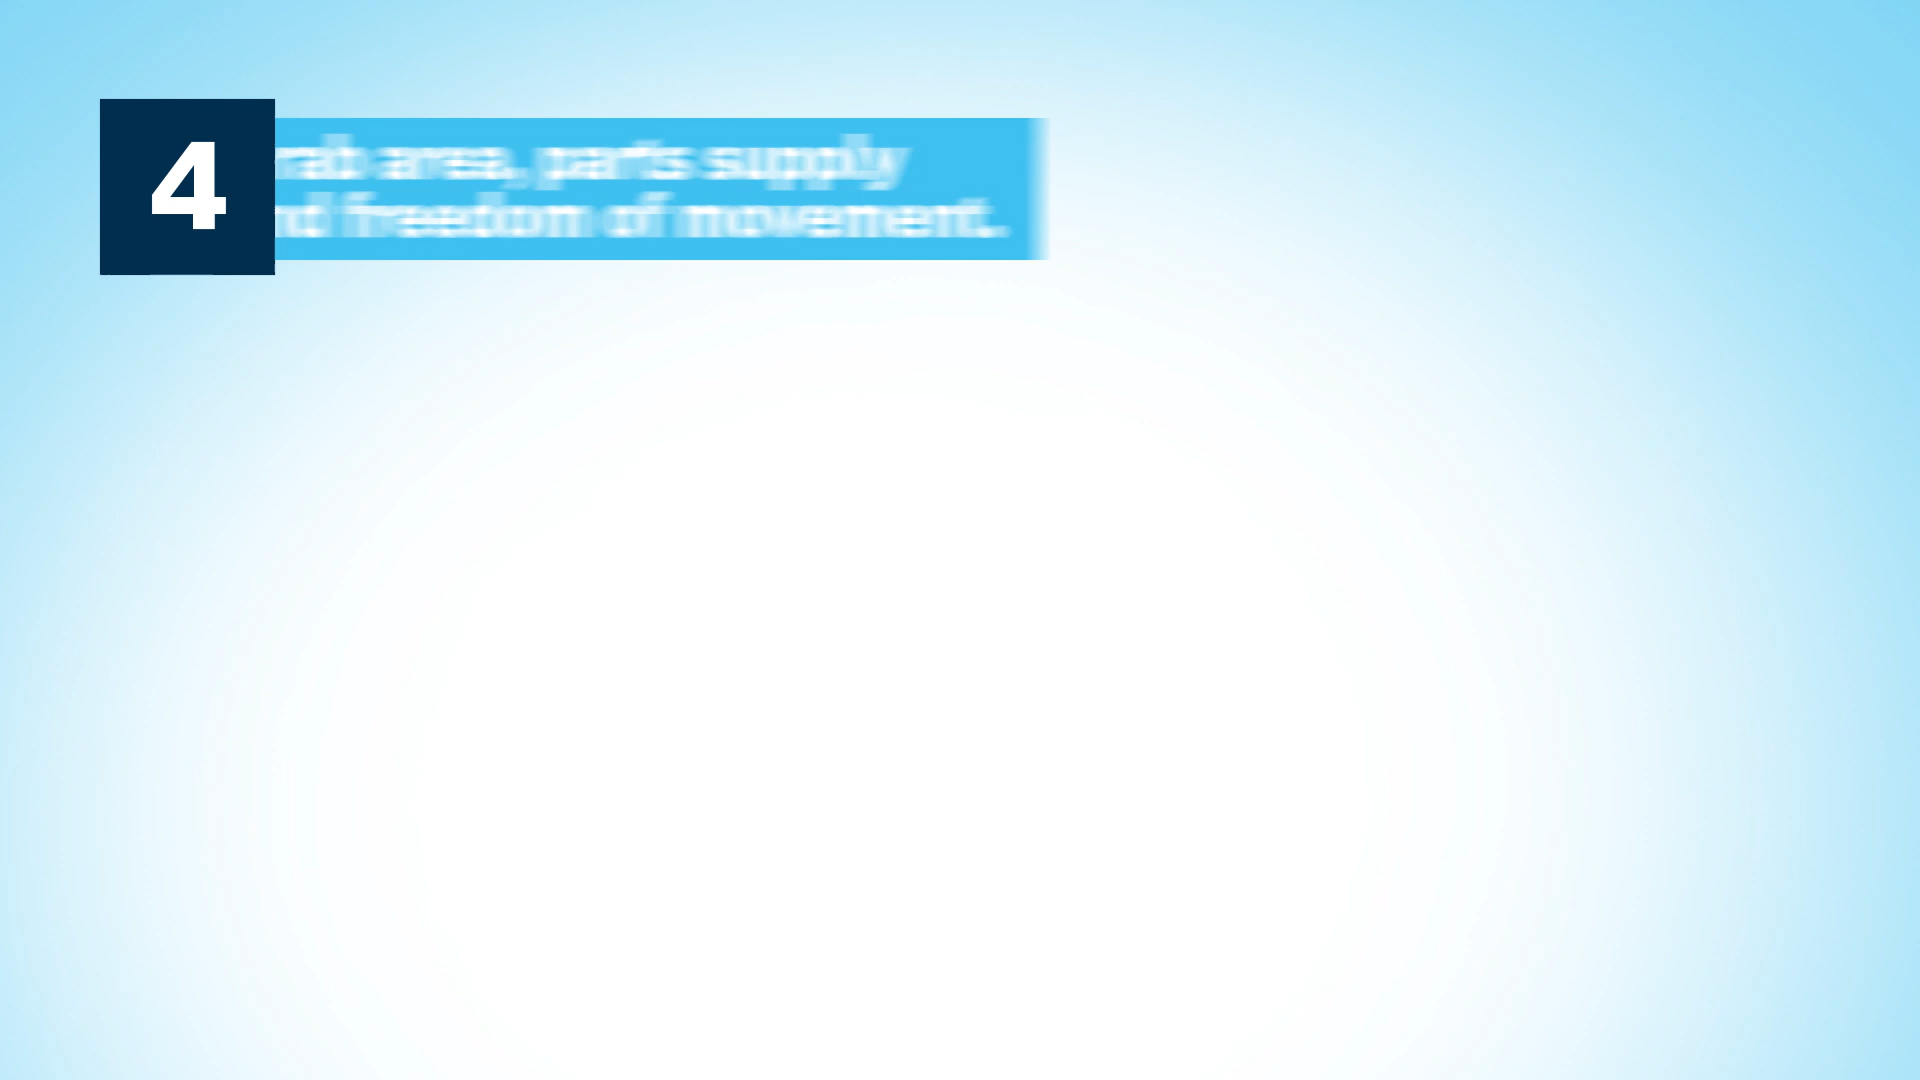 4
area, parts supply
freedom of movement.